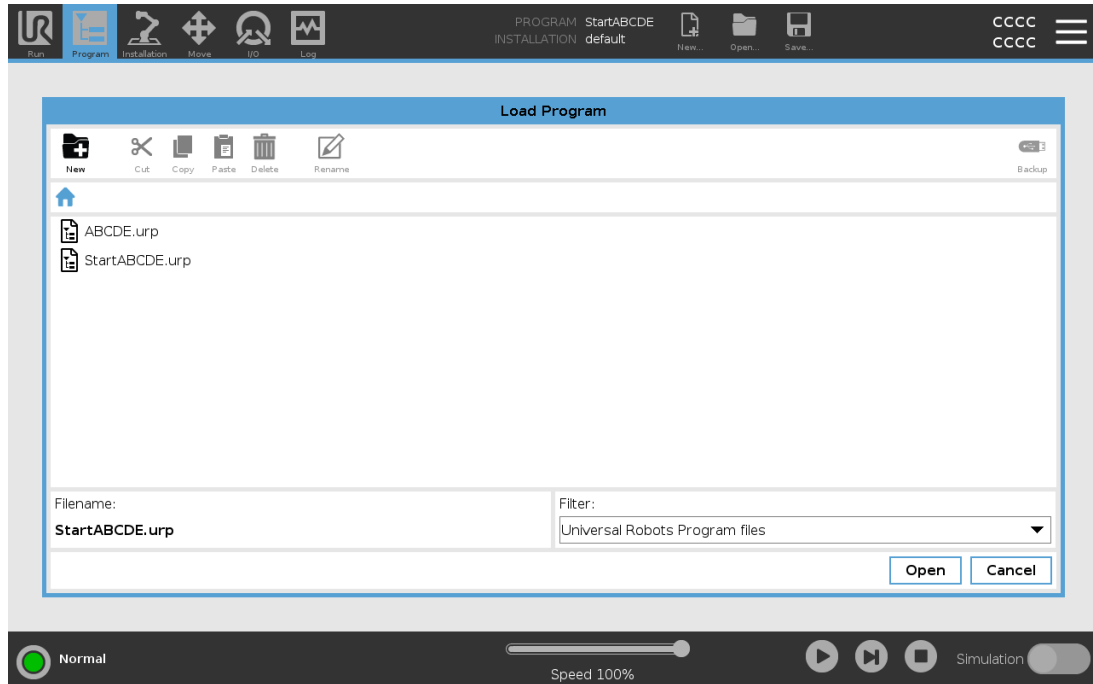 PROGRAM StartABCDE
INSTALLATION default
CCCC
CCCC
Run Program Installation Move I/O Log New... Open... Save...
Load Program
New Cut Copy Paste Delete Rename Backup
ABCDE.urp
StartABCDE.urp
Filename: Filter:
StartABCDE.urp Universal Robots Program files
Open Cancel
Normal Speed 100% Simulation